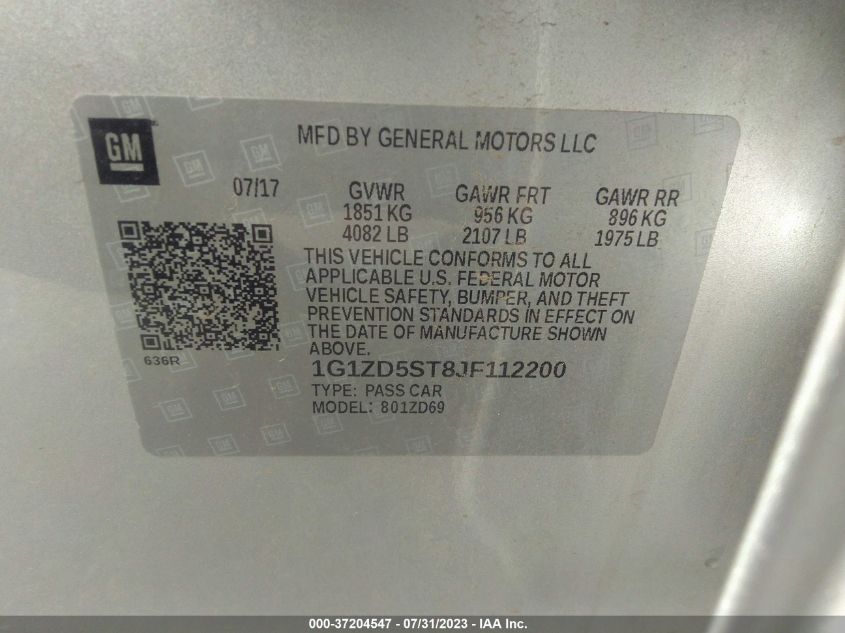 GM
MFD BY GENERAL MOTORS LLC
07/17
GVWR GAWR FRT GAWR RR
1851 KG 956 KG 896 KG
4082 LB 2107 LB 1975 LB
THIS VEHICLE CONFORMS TO ALL
APPLICABLE U.S. FEDERAL MOTOR
VEHICLE SAFETY, BUMPER, AND THEFT
PREVENTION STANDARDS IN EFFECT ON
THE DATE OF MANUFACTURE SHOWN
ABOVE.
636R
1G1ZD5ST8JF112200
TYPE: PASS CAR
MODEL: 801ZD69
000-37204547 - 07/31/2023 - IAA Inc.